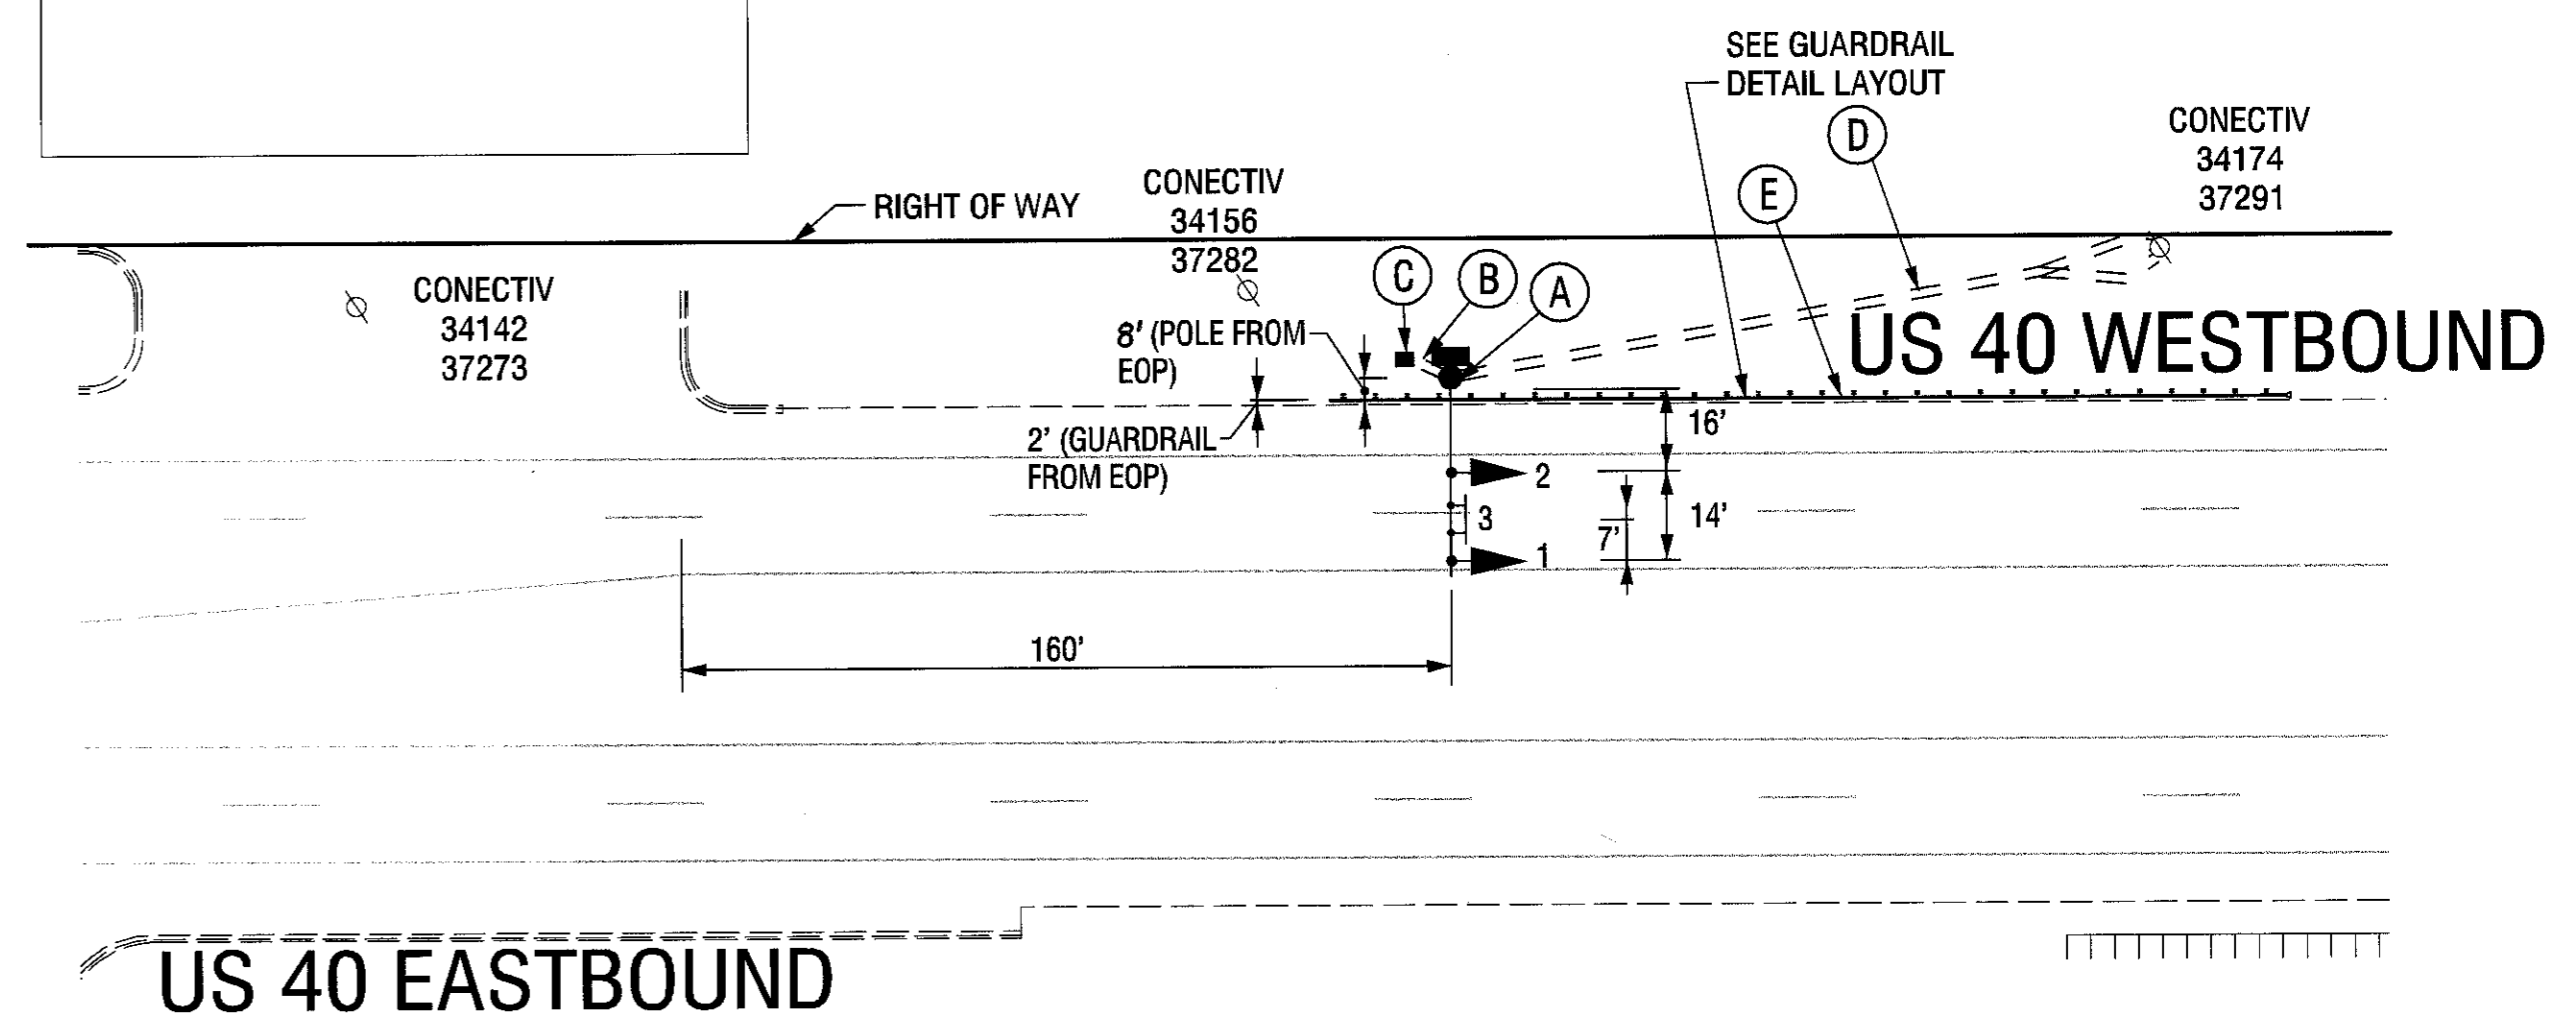 SEE GUARDRAIL
DETAIL LAYOUT
D
CONECTIV
34174
37291
E
CONECTIV
34156
37282
RIGHT OF WAY
C
B
A
CONECTIV
34142
37273
8' (POLE FROM
EOP)
US 40 WESTBOUND
2' (GUARDRAIL
FROM EOP)
16'
2
3
14'
7'
1
160'
US 40 EASTBOUND